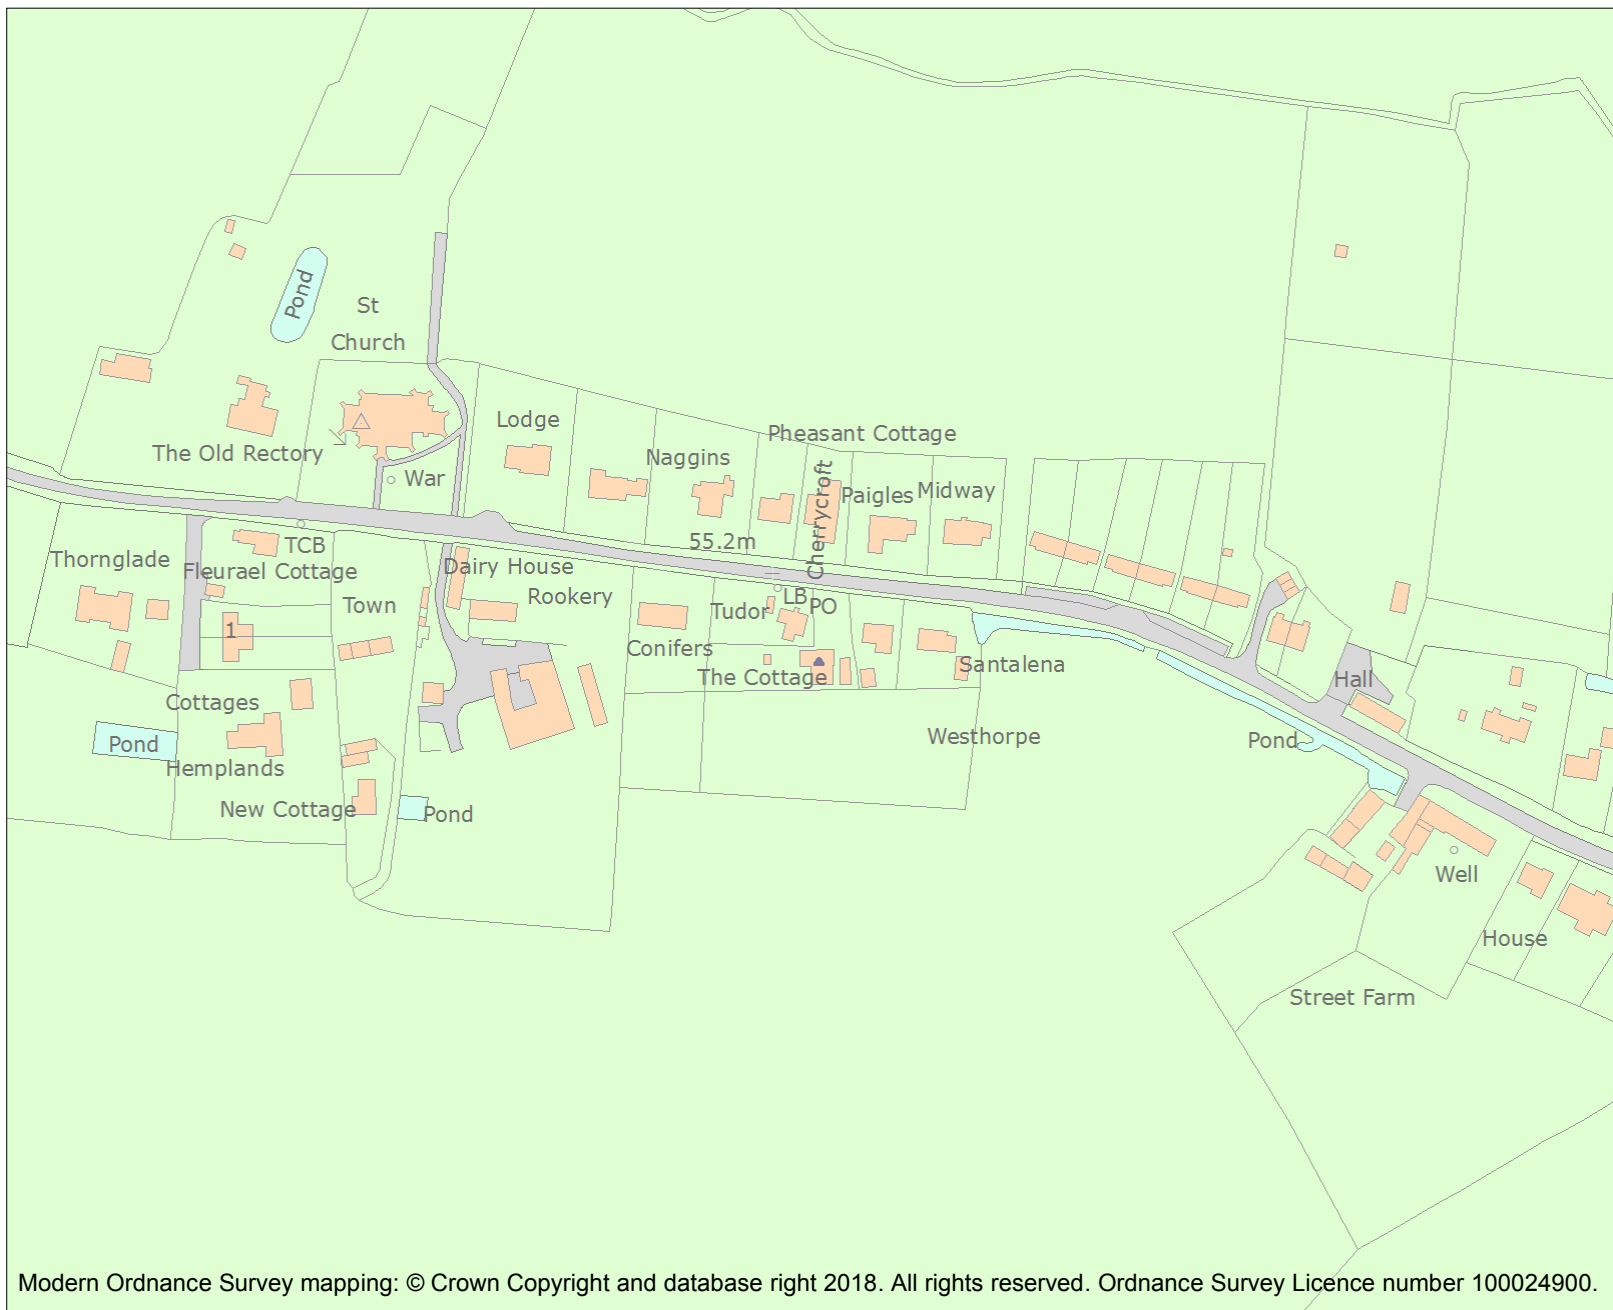 Pond
St
Church
Lodge
Pheasant Cottage
The Old Rectory
Naggins
War
Cherrycroft
Paigles
Midway
55.2m
TCB
Thornglade
Fleurael Cottage
Dairy House
Town
Rookery
LB
Tudor
PO
1
Conifers
Santalena
The Cottage
Hall
Cottages
Westhorpe
Pond
Pond
Hemplands
New Cottage
Pond
Well
House
Street Farm
Modern Ordnance Survey mapping: © Crown Copyright and database right 2018. All rights reserved. Ordnance Survey Licence number 100024900.